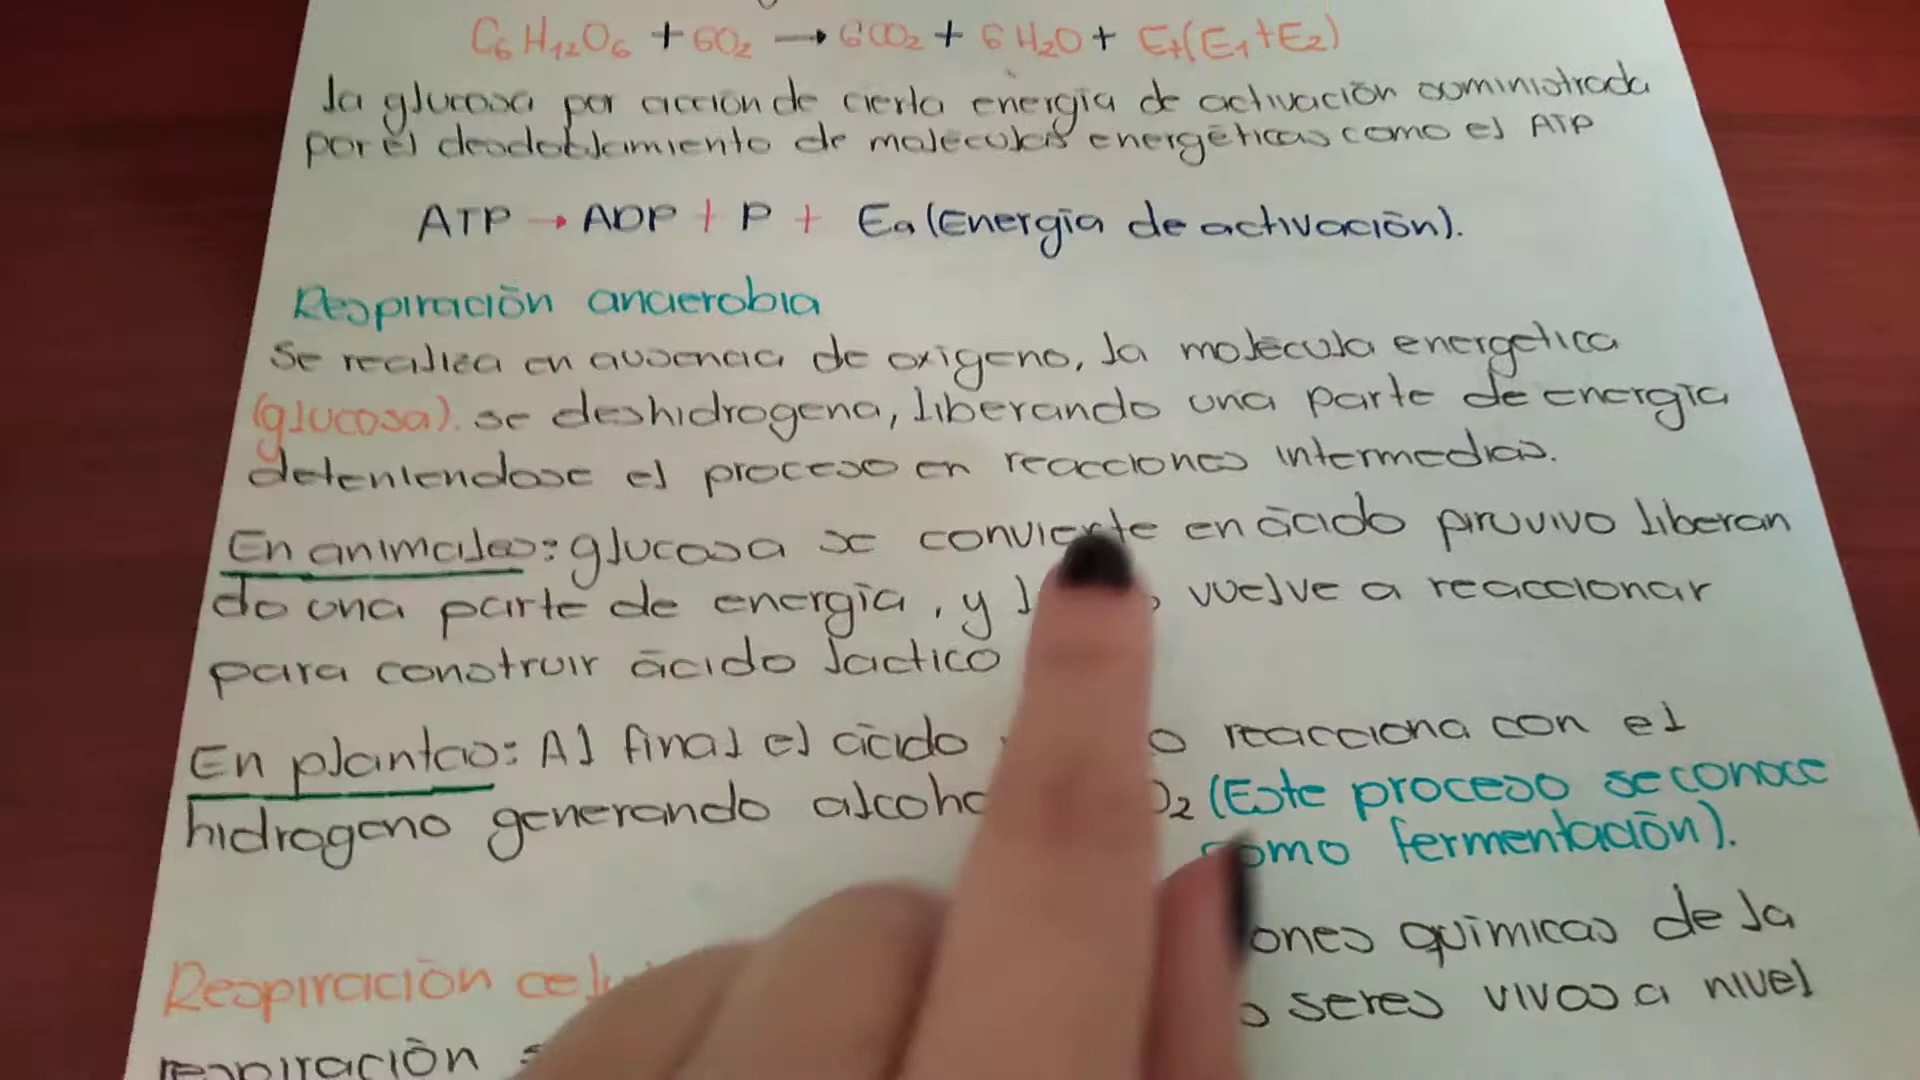 C6H12O6 + 6O2 → 6CO2 + 6H2O + Et(E1+E2)
la glucosa por acción de cierta energía de activación suministrada
por el desdoblamiento de moléculas energéticas como el ATP
ATP → ADP + P + Ea (Energía de activación).
Respiración anaerobia
Se realiza en ausencia de oxígeno, la molécula energética
(glucosa). se deshidrogena, liberando una parte de energía
deteniendose el proceso en reacciones intermedias.
En animales: glucosa se convierte en ácido piruvivo liberan
do una parte de energía, y vuelve a reaccionar
para construir ácido lactico
En plantas: Al final el ácido reacciona con el
hidrogeno generando (Este proceso se conoce
como fermentación).
Respiración químicas de la
seres vivos a nivel
respiración